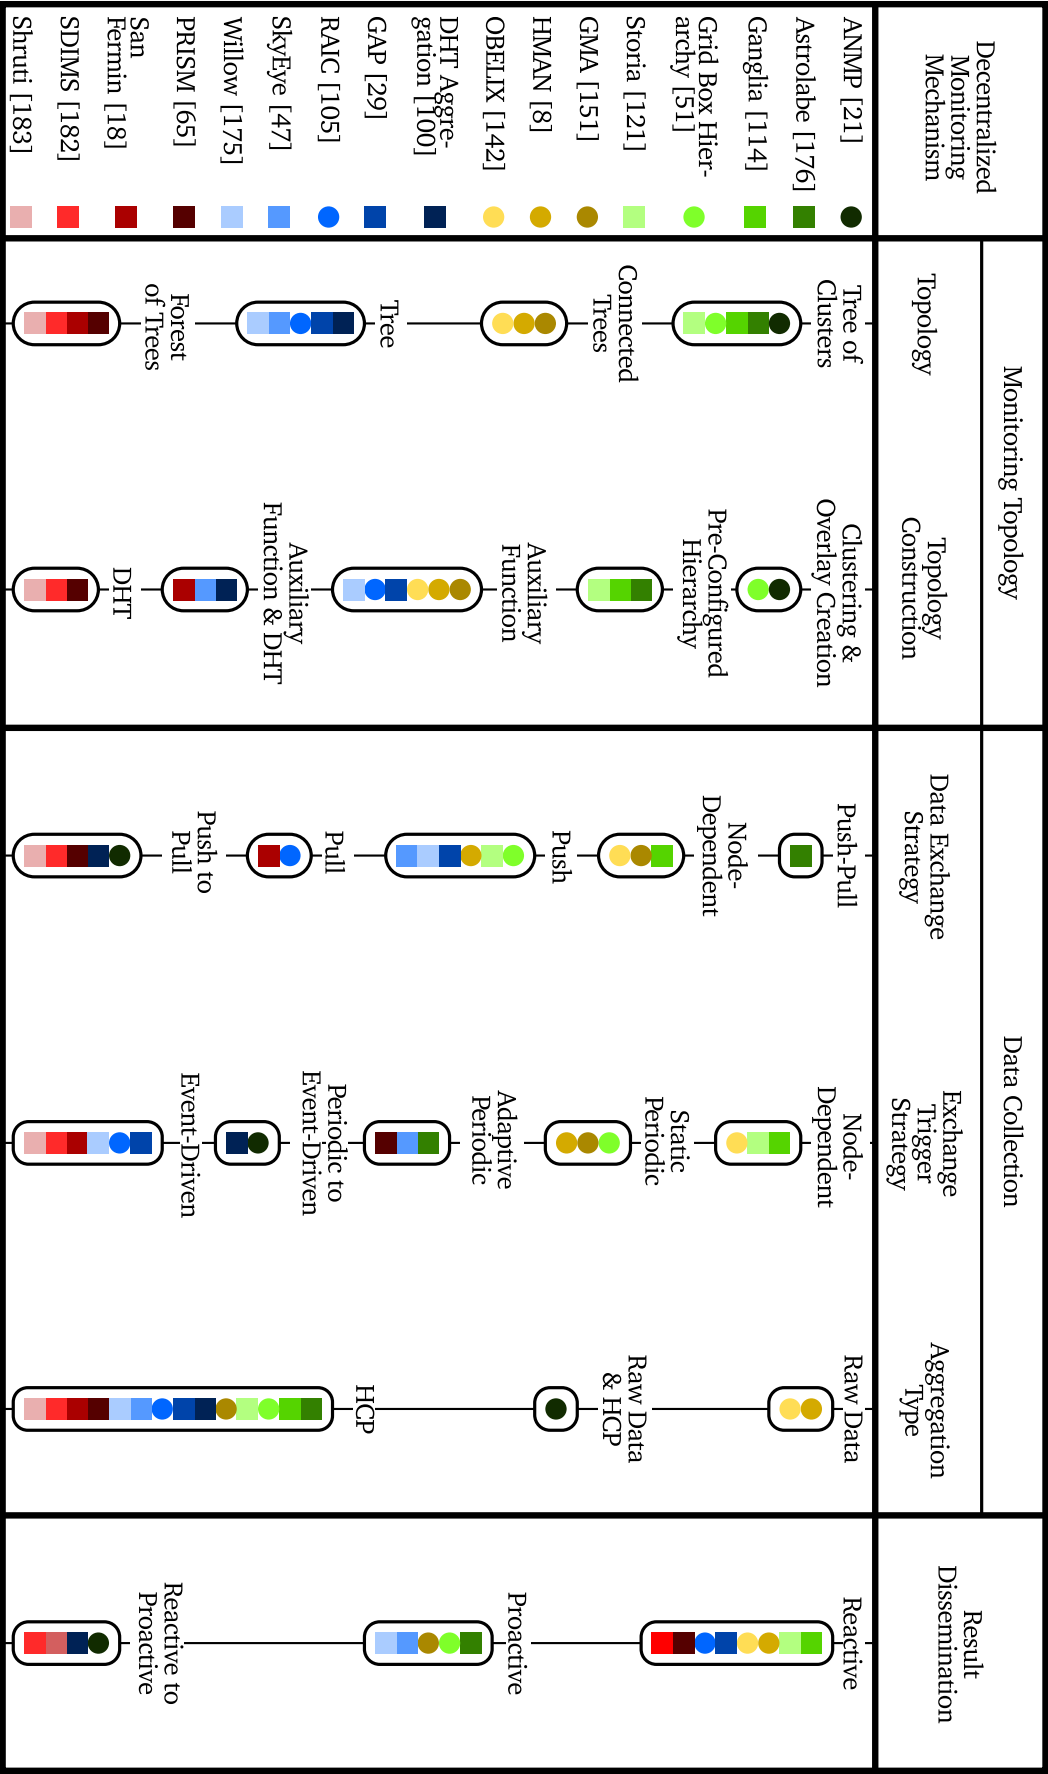 Decentralized
Monitoring
Mechanism
Monitoring Topology
Topology
Topology
Construction
Data Collection
Data Exchange
Strategy
Exchange
Trigger
Strategy
Aggregation
Type
Result
Dissemination
ANMP [21]
Astrolabe [176]
Ganglia [114]
Grid Box Hier-
archy [51]
Storia [121]
GMA [151]
HMAN [8]
OBELIX [142]
DHT Aggre-
gation [100]
GAP [29]
RAIC [105]
SkyEye [47]
Willow [175]
PRISM [65]
San
Fermin [18]
SDIMS [182]
Shruti [183]
Tree of
Clusters
Connected
Trees
Tree
Forest
of Trees
Clustering &
Overlay Creation
Pre-Configured
Hierarchy
Auxiliary
Function
Auxiliary
Function & DHT
DHT
Push-Pull
Node-
Dependent
Push
Pull
Push to
Pull
Node-
Dependent
Static
Periodic
Adaptive
Periodic
Periodic to
Event-Driven
Event-Driven
Raw Data
Raw Data
& HCP
HCP
Reactive
Proactive
Reactive to
Proactive